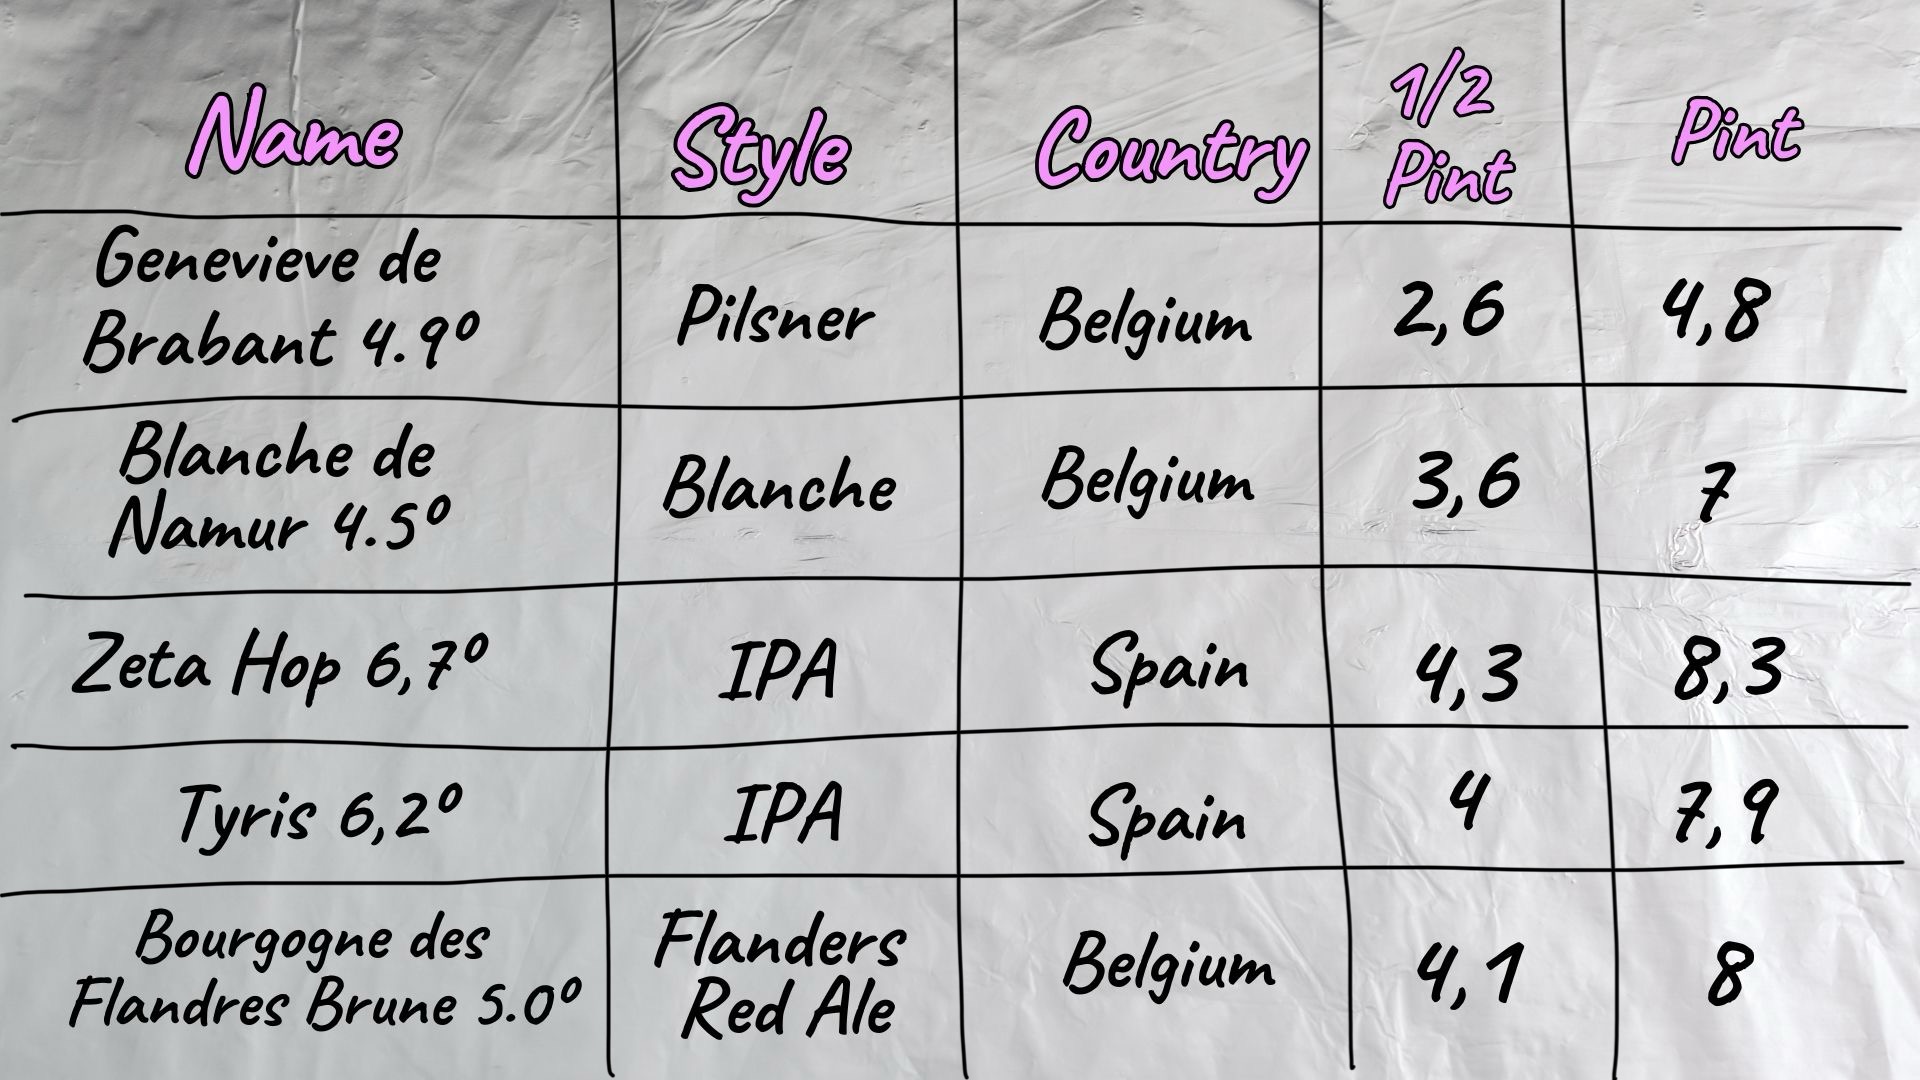 Name Style Country 1/2 Pint Pint
Genevieve de
Brabant 4.9º Pilsner Belgium 2,6 4,8
Blanche de
Namur 4.5º Blanche Belgium 3,6 7
Zeta Hop 6,7º IPA Spain 4,3 8,3
Tyris 6,2º IPA Spain 4 7,9
Bourgogne des
Flandres Brune 5.0º Flanders
Red Ale Belgium 4,1 8